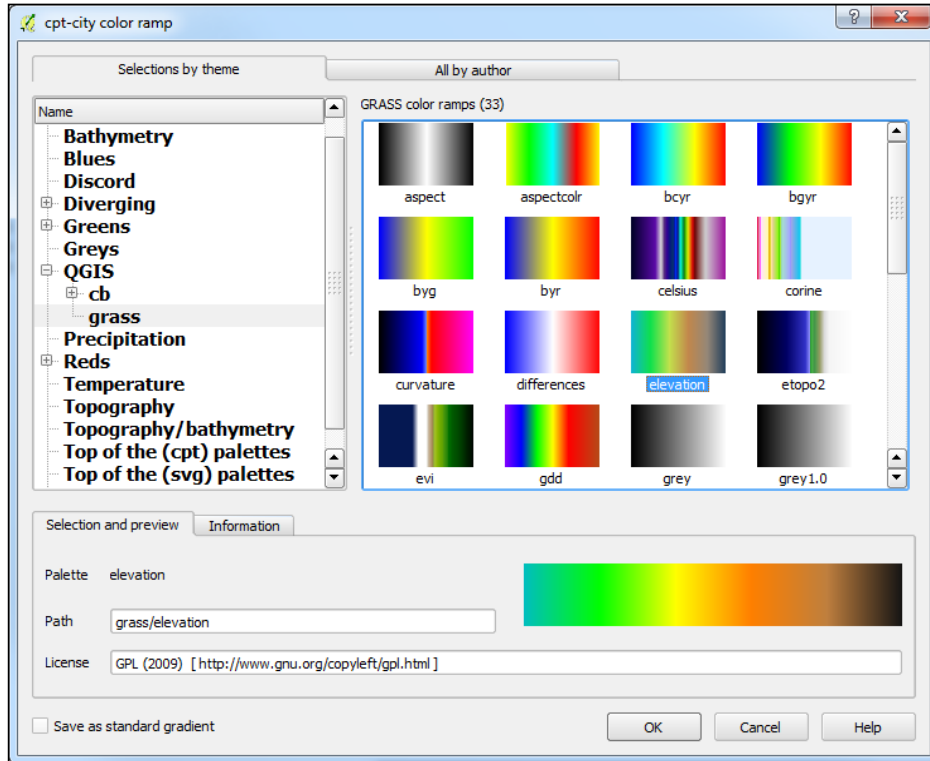 cpt-city color ramp
?
X
Selections by theme
All by author
Name
Bathymetry
Blues
Discord
Diverging
Greens
Greys
QGIS
cb
grass
Precipitation
Reds
Temperature
Topography
Topography/bathymetry
Top of the (cpt) palettes
Top of the (svg) palettes
GRASS color ramps (33)
aspect aspectcolr bcyr bgyr
byg byr celsius corine
curvature differences elevation etopo2
evi gdd grey grey1.0
Selection and preview Information
Palette elevation
Path grass/elevation
License GPL (2009) [ http://www.gnu.org/copyleft/gpl.html ]
Save as standard gradient OK Cancel Help